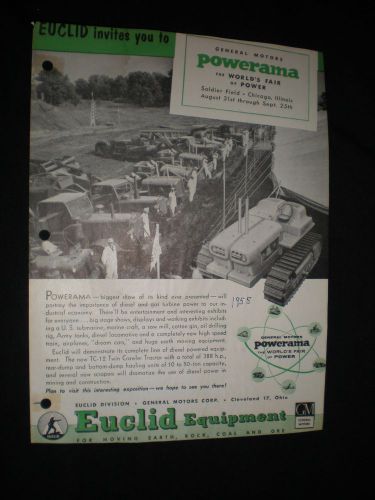 EUCLID invites you to
GENERAL MOTORS
powerama
THE WORLD'S FAIR
OF POWER
Soldier Field - Chicago, Illinois
August 31st through Sept. 25th
POWERAMA — biggest show of its kind ever presented — will
portray the importance of diesel and gas turbine power to our in-
dustrial economy. There'll be entertaining and interesting exhibits
for everyone . . . big stage shows, displays and working exhibits includ-
ing a U. S. submarine, marine craft, a saw mill, cotton gin, oil drilling
rig, Army tanks, diesel locomotive and a completely new high speed
train, airplanes, "dream cars," and huge earth moving equipment.
Euclid will demonstrate its complete line of diesel powered equip-
ment. The new TC-12 Twin Crawler Tractor with a total of 388 h.p.,
rear-dump and bottom-dump hauling units of 10 to 50-ton capacity,
and several new scrapers will dramatize the use of diesel power in
mining and construction.
Plan to visit this interesting exposition — we hope to see you there!
1955
GENERAL MOTORS
powerama
THE WORLD'S FAIR
OF POWER
EUCLID DIVISION • GENERAL MOTORS CORP. • Cleveland 17, Ohio
Euclid Equipment
FOR MOVING EARTH, ROCK, COAL AND ORE
EUCLID
GM
GENERAL
MOTORS